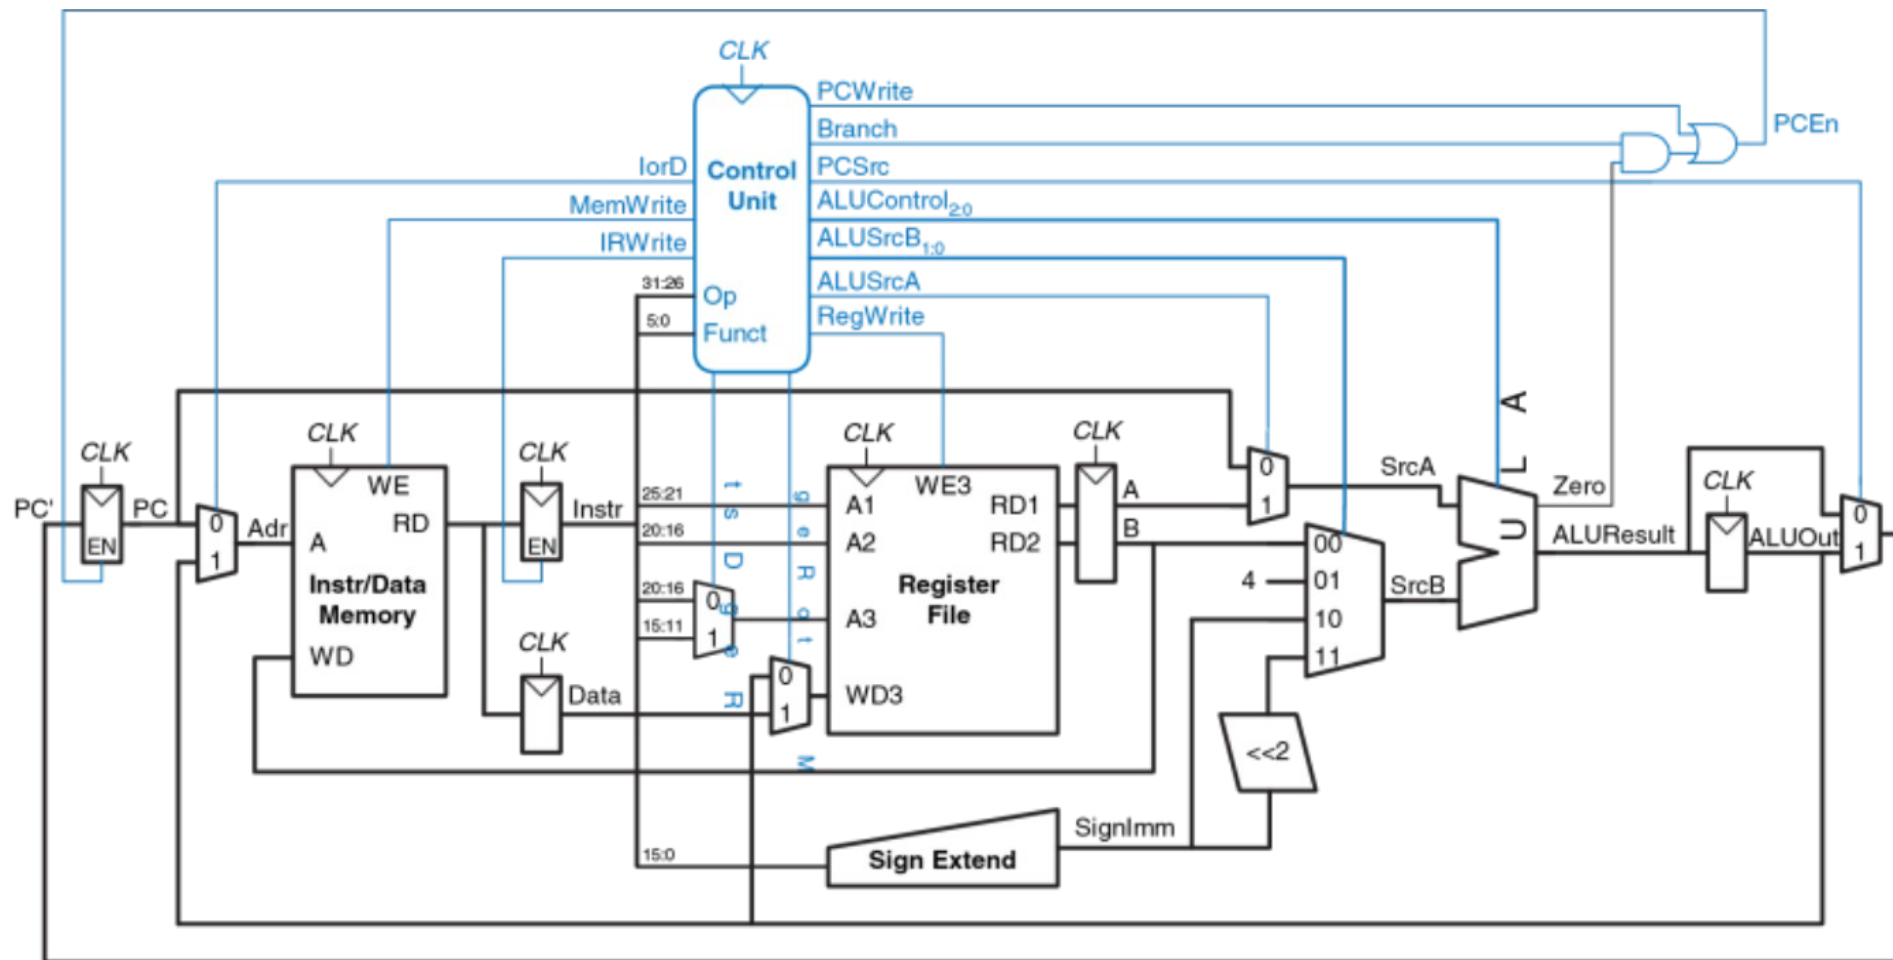 CLK
PCWrite
Branch
PCEn
IorD
Control
Unit
PCSrc
MemWrite
ALUControl2:0
IRWrite
ALUSrcB1:0
31:26
Op
ALUSrcA
5:0
Funct
RegWrite
CLK
CLK
CLK
CLK
CLK
CLK
PC'
EN
PC
0
1
Adr
WE
A
RD
Instr/Data
Memory
WD
EN
Instr
CLK
Data
25:21
20:16
20:16
15:11
0
1
t s D g e R
g e R o t M
0
1
A1
A2
A3
WD3
WE3
RD1
RD2
Register
File
A
B
0
1
00
4
01
10
11
<<2
SrcA
SrcB
A L U
Zero
ALUResult
ALUOut
0
1
15:0
Sign Extend
SignImm